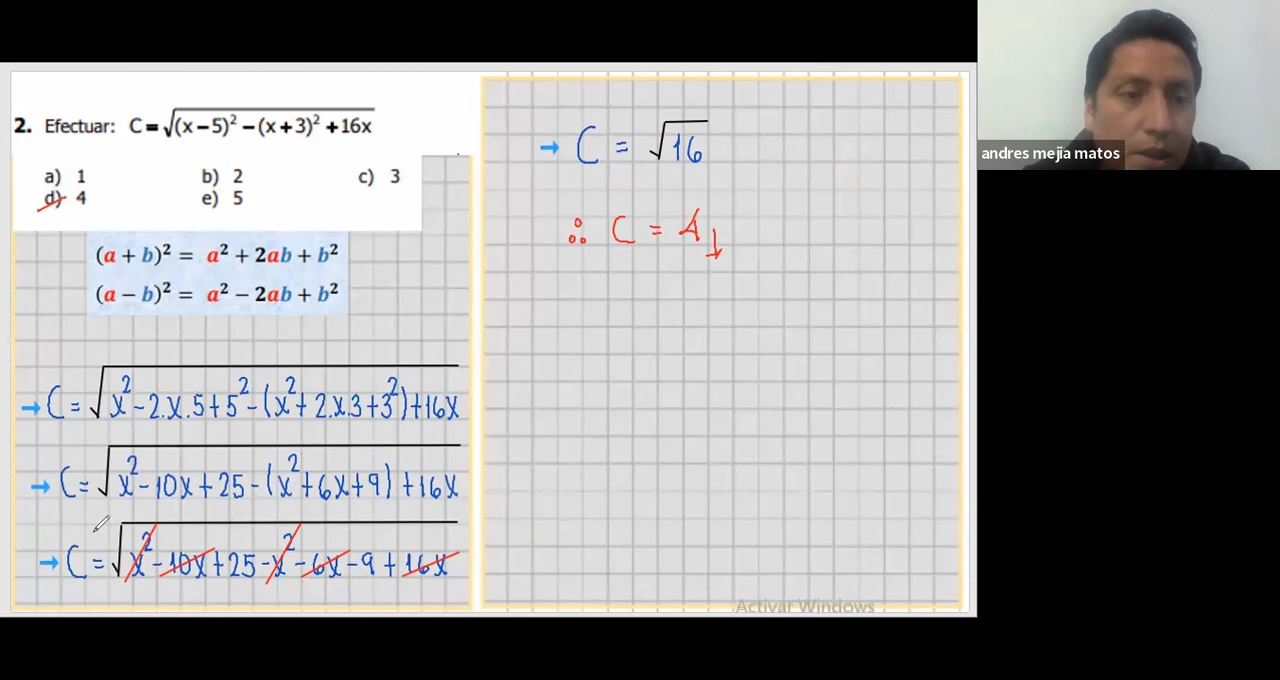 2. Efectuar: C = √(x − 5)² − (x + 3)² + 16x
a) 1 b) 2 c) 3
d) 4 e) 5
(a + b)² = a² + 2ab + b²
(a − b)² = a² − 2ab + b²
→ C = √x² − 2.x.5 + 5² − (x² + 2.x.3 + 3²) + 16x
→ C = √x² − 10x + 25 − (x² + 6x + 9) + 16x
→ C = √x² − 10x + 25 − x² − 6x − 9 + 16x
→ C = √16
∴ C = 4
andres mejia matos
Activar Windows